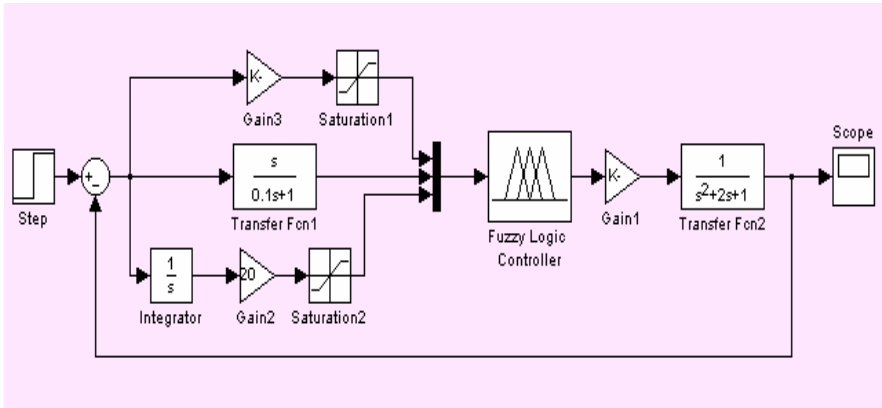 K-
Gain3
Saturation1
Step
+
-
s
0.1s+1
Transfer Fcn1
Fuzzy Logic
Controller
K-
Gain1
1
s²+2s+1
Transfer Fcn2
Scope
1
s
Integrator
20
Gain2
Saturation2